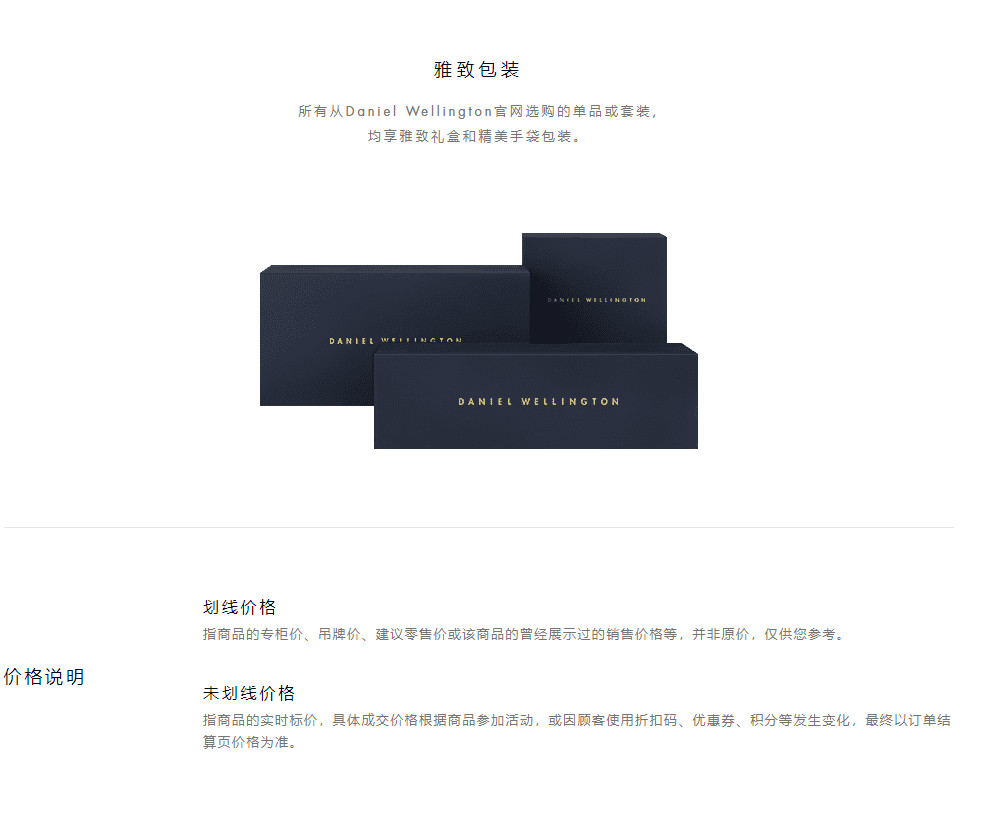 雅致包装
所有从Daniel Wellington官网选购的单品或套装，
均享雅致礼盒和精美手袋包装。
DANIEL WELLINGTON
DANIEL WELLINGTON
DANIEL WELLINGTON
价格说明
划线价格
指商品的专柜价、吊牌价、建议零售价或该商品的曾经展示过的销售价格等，并非原价，仅供您参考。
未划线价格
指商品的实时标价，具体成交价格根据商品参加活动，或因顾客使用折扣码、优惠券、积分等发生变化，最终以订单结
算页价格为准。